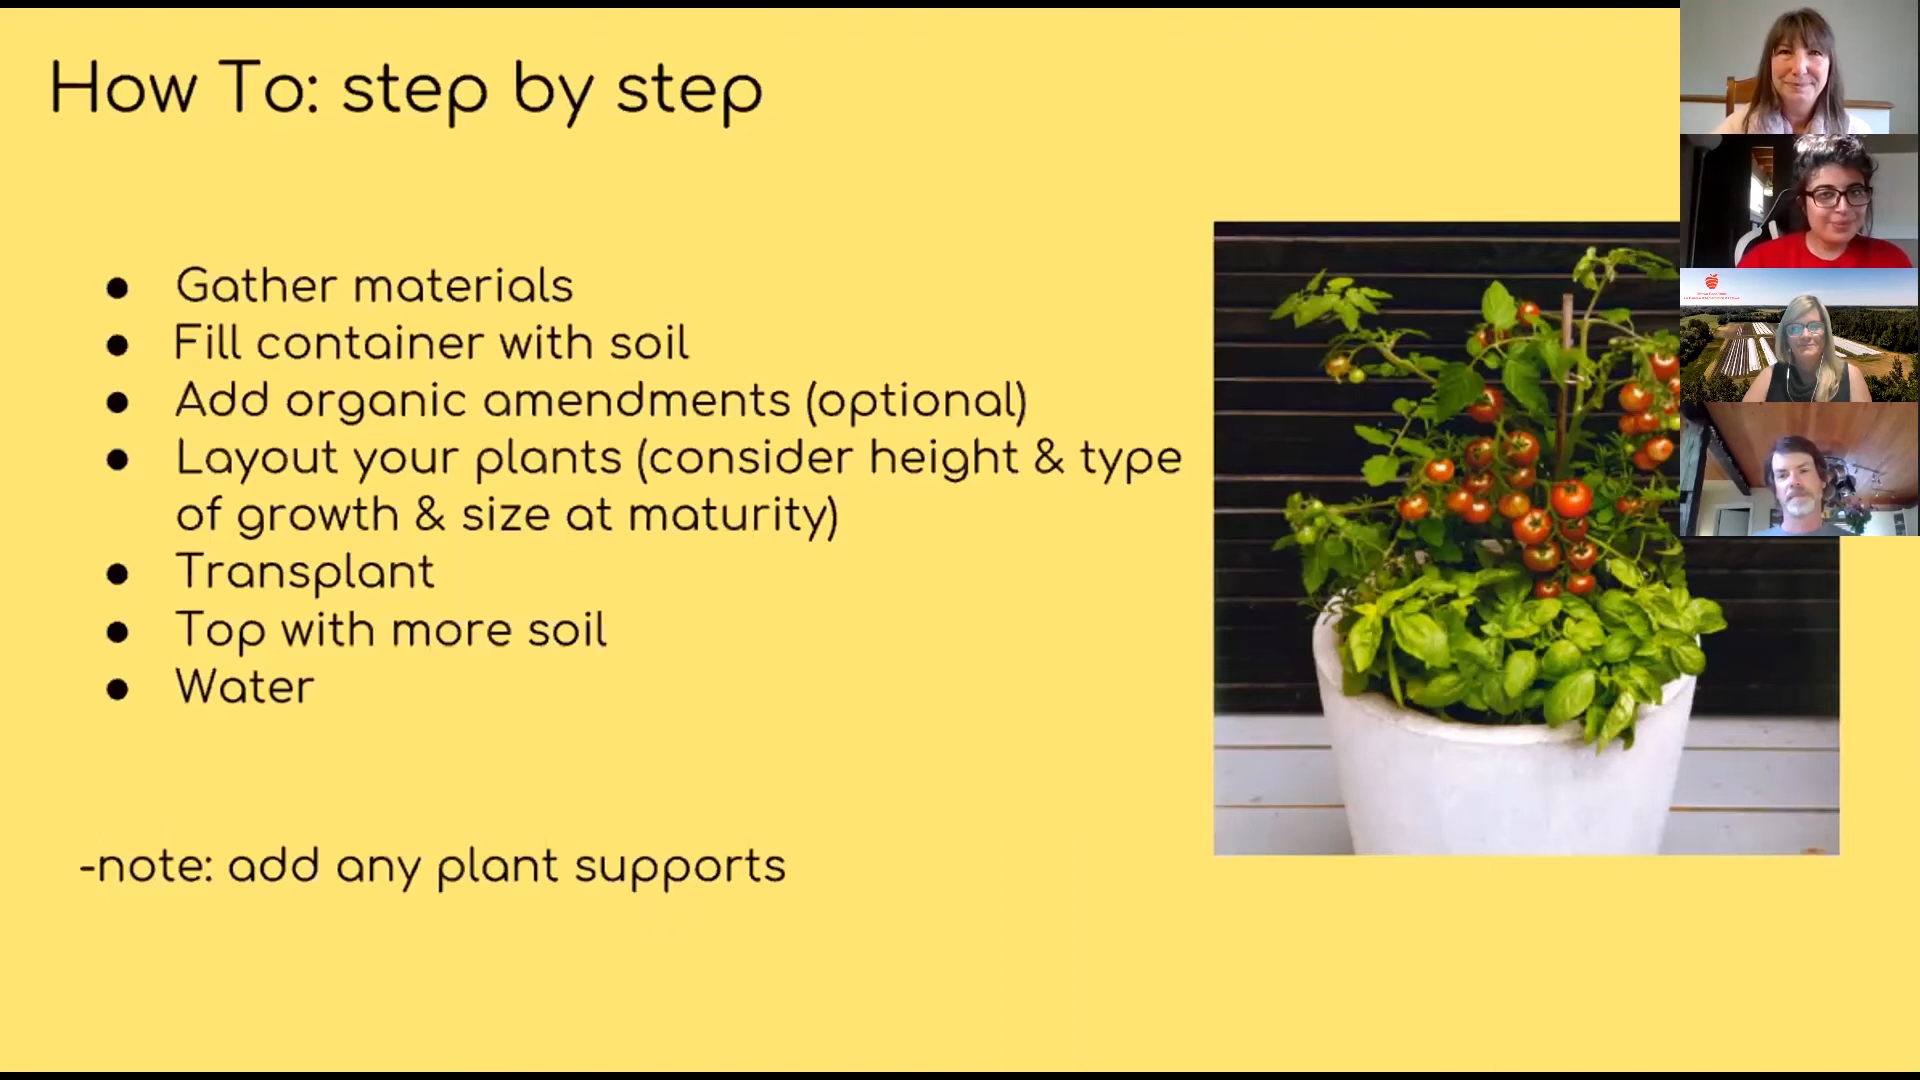 How To: step by step
● Gather materials
● Fill container with soil
● Add organic amendments (optional)
● Layout your plants (consider height & type
of growth & size at maturity)
● Transplant
● Top with more soil
● Water
-note: add any plant supports